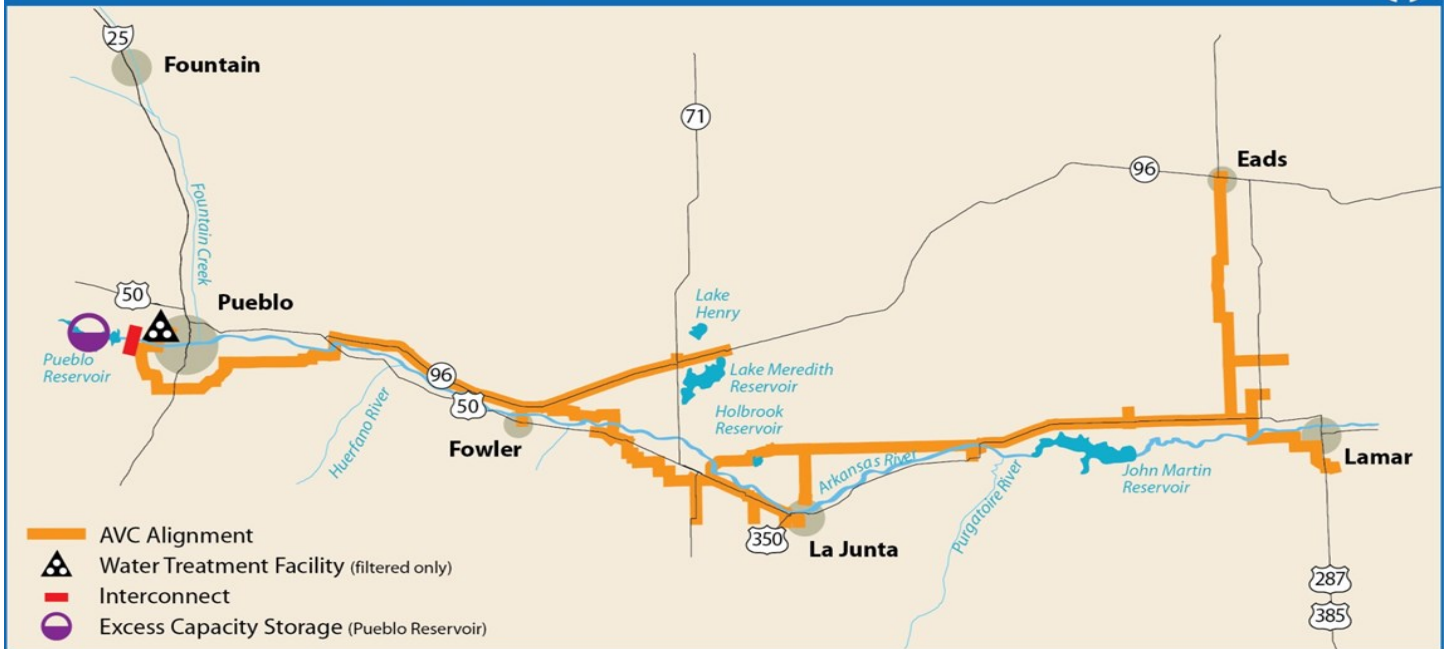 25
Fountain
71
96
Eads
Fountain Creek
50
Pueblo
Lake
Henry
Pueblo
Reservoir
96
Lake Meredith
Reservoir
50
Holbrook
Reservoir
Huerfano River
Fowler
Arkansas River
Purgatoire River
John Martin
Reservoir
Lamar
350
La Junta
287
385
AVC Alignment
Water Treatment Facility (filtered only)
Interconnect
Excess Capacity Storage (Pueblo Reservoir)